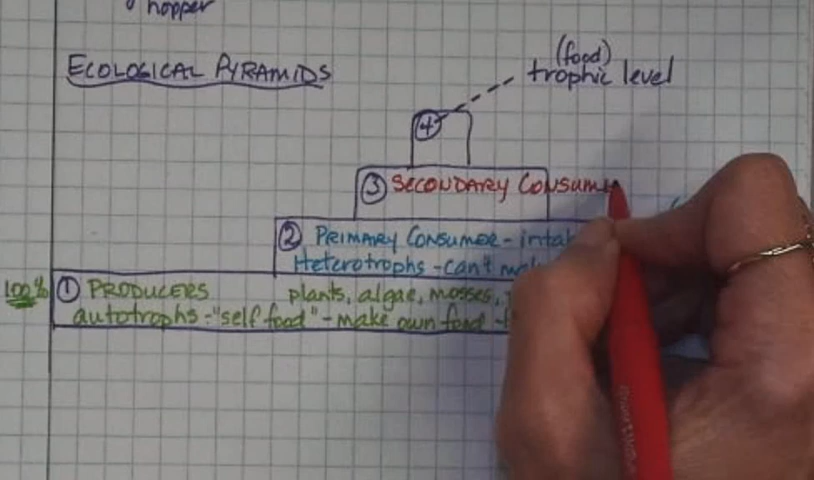 hopper
ECOLOGICAL PYRAMIDS
(food)
trophic level
4
3 SECONDARY CONSUM
2 PRIMARY CONSUMER-
Heterotrophs - can't
100% 1 PRODUCERS plants, algae, mosses,
autotrophs - "self food" - make own food -